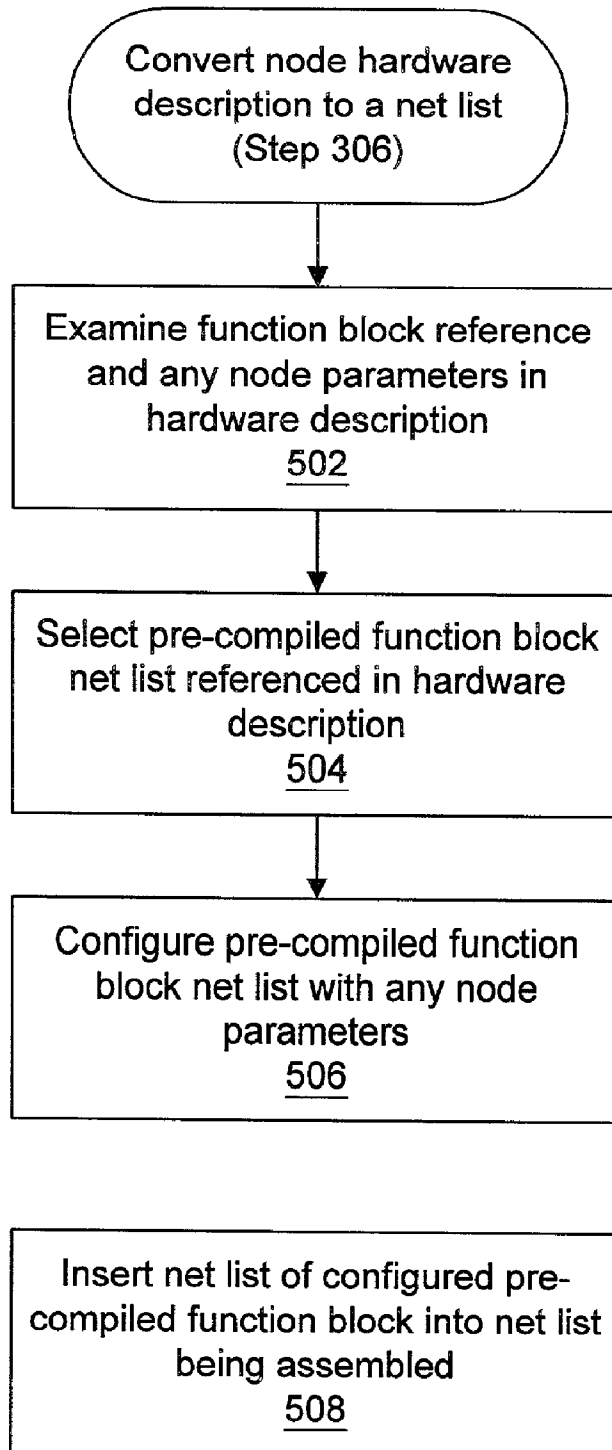 Convert node hardware
description to a net list
(Step 306)
Examine function block reference
and any node parameters in
hardware description
502
Select pre-compiled function block
net list referenced in hardware
description
504
Configure pre-compiled function
block net list with any node
parameters
506
Insert net list of configured pre-
compiled function block into net list
being assembled
508